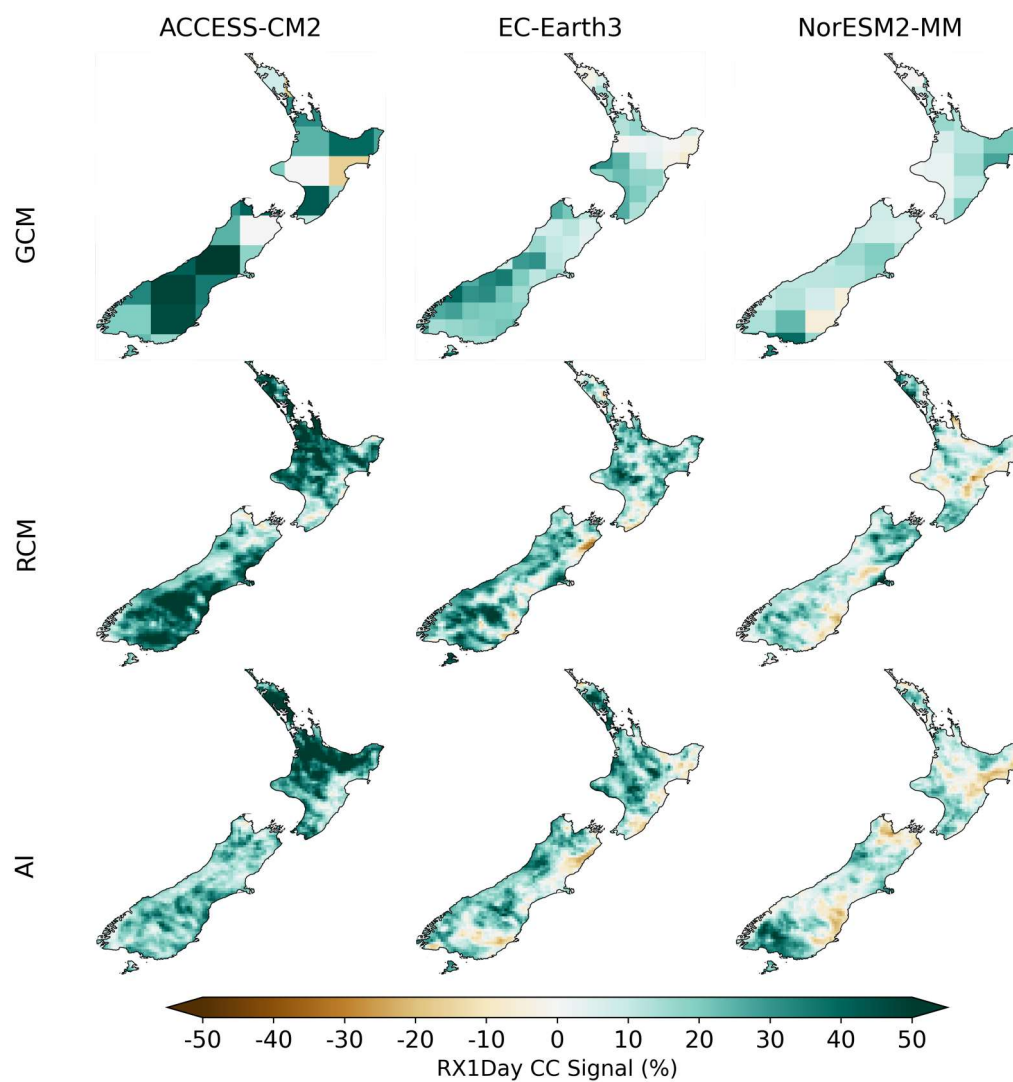 ACCESS-CM2 EC-Earth3 NorESM2-MM
GCM
RCM
AI
-50 -40 -30 -20 -10 0 10 20 30 40 50
RX1Day CC Signal (%)